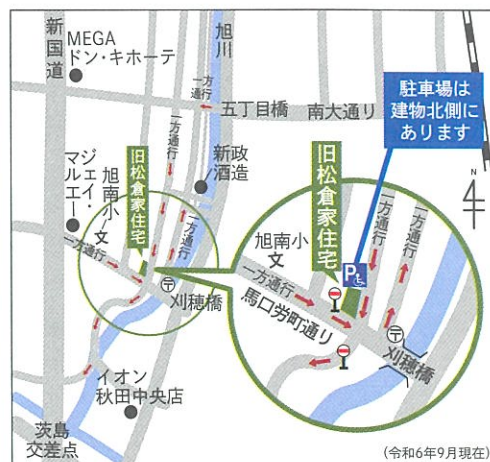 新国道
MEGA
ドン・キホーテ
旭川
一方
通行
五丁目橋
南大通り
駐車場は
建物北側に
あります
一方通行
一方通行
旧松倉家住宅
新政
酒造
ジェイ・
マルエー
旭南小
文
一方通行
一方通行
〒
刈穂橋
N
旧松倉家住宅
旭南小
文
P
一方通行
一方通行
一方通行
馬口労町通り
〒
刈穂橋
イオン
秋田中央店
茨島
交差点
(令和6年9月現在)